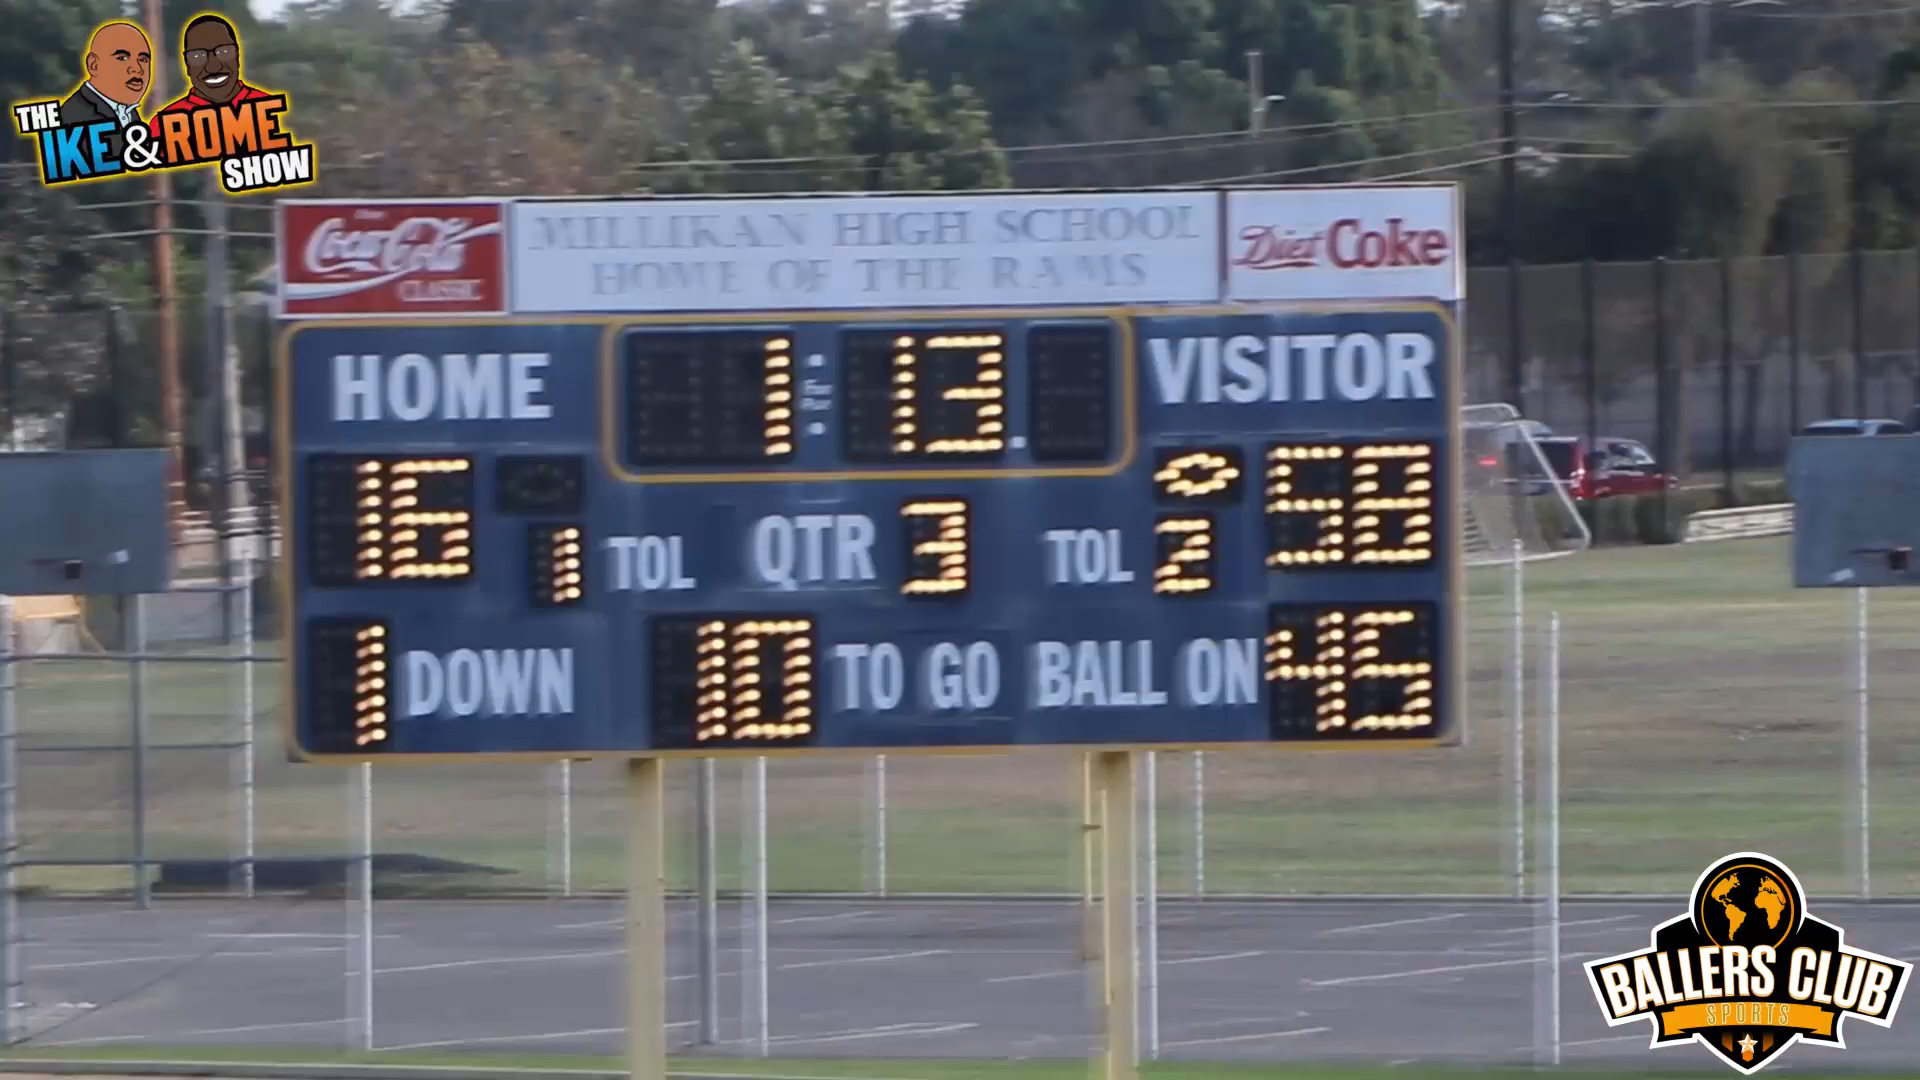 THE
IKE & ROME
SHOW
Coca-Cola
CLASSIC
MILLIKAN HIGH SCHOOL
HOME OF THE RAMS
Diet Coke
HOME
1:13.
VISITOR
16
58
1 TOL
QTR 3
TOL 2
1 DOWN
10 TO GO
BALL ON 45
BALLERS CLUB
SPORTS